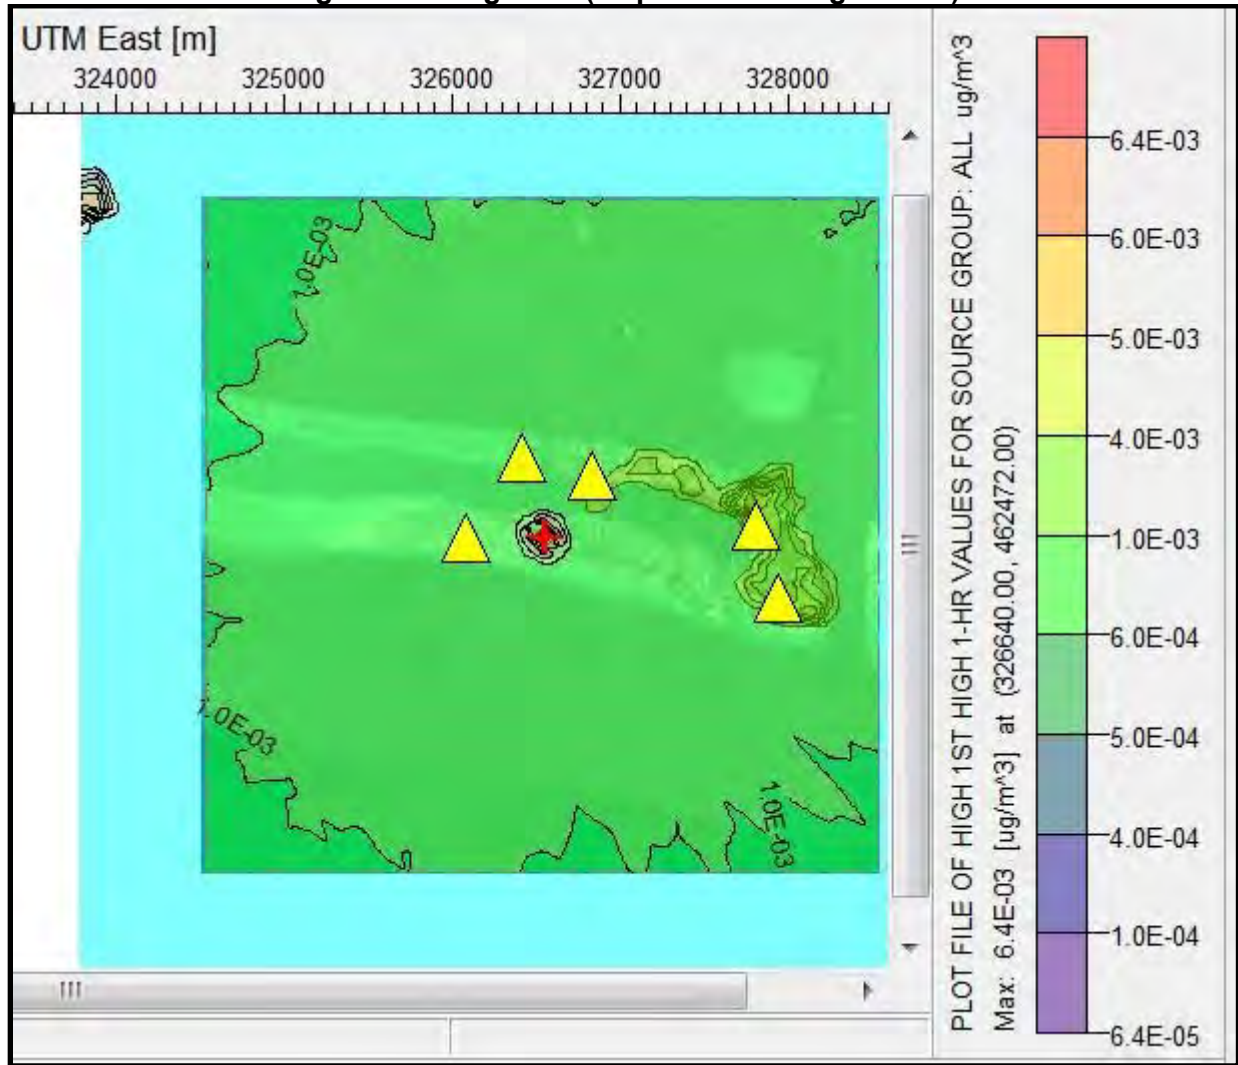 UTM East [m]
324000 325000 326000 327000 328000
1.0E-03
1.0E-03
1.0E-03
PLOT FILE OF HIGH 1ST HIGH 1-HR VALUES FOR SOURCE GROUP: ALL ug/m^3
Max: 6.4E-03 [ug/m^3] at (326640.00, 462472.00)
6.4E-03
6.0E-03
5.0E-03
4.0E-03
1.0E-03
6.0E-04
5.0E-04
4.0E-04
1.0E-04
6.4E-05